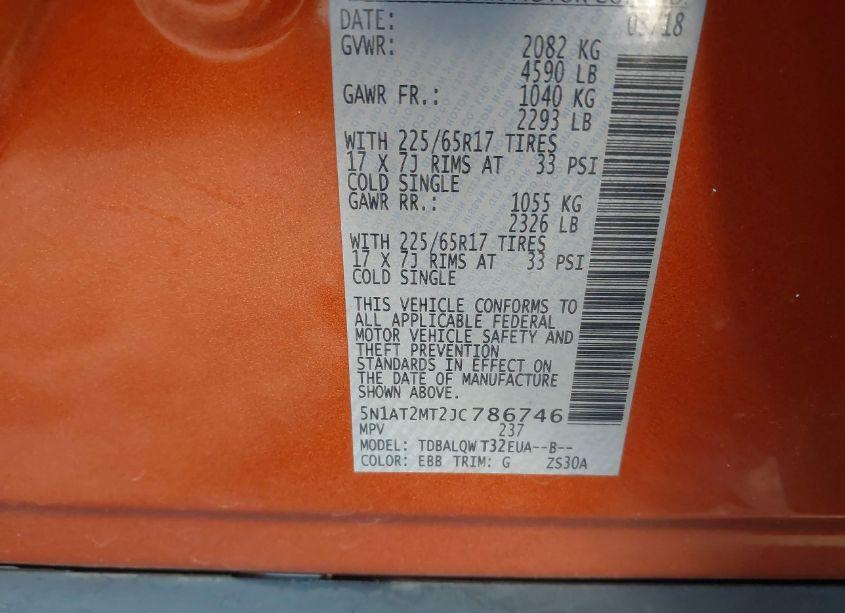 MOTOR CO.
DATE: 03/18
GVWR: 2082 KG
4590 LB
GAWR FR.: 1040 KG
2293 LB
WITH 225/65R17 TIRES
17 X 7J RIMS AT 33 PSI
COLD SINGLE
GAWR RR.: 1055 KG
2326 LB
WITH 225/65R17 TIRES
17 X 7J RIMS AT 33 PSI
COLD SINGLE
THIS VEHICLE CONFORMS TO
ALL APPLICABLE FEDERAL
MOTOR VEHICLE SAFETY AND
THEFT PREVENTION
STANDARDS IN EFFECT ON
THE DATE OF MANUFACTURE
SHOWN ABOVE.
5N1AT2MT2JC786746
MPV 237
MODEL: TDBALQW T32EUA--B--
COLOR: EBB TRIM: G ZS30A